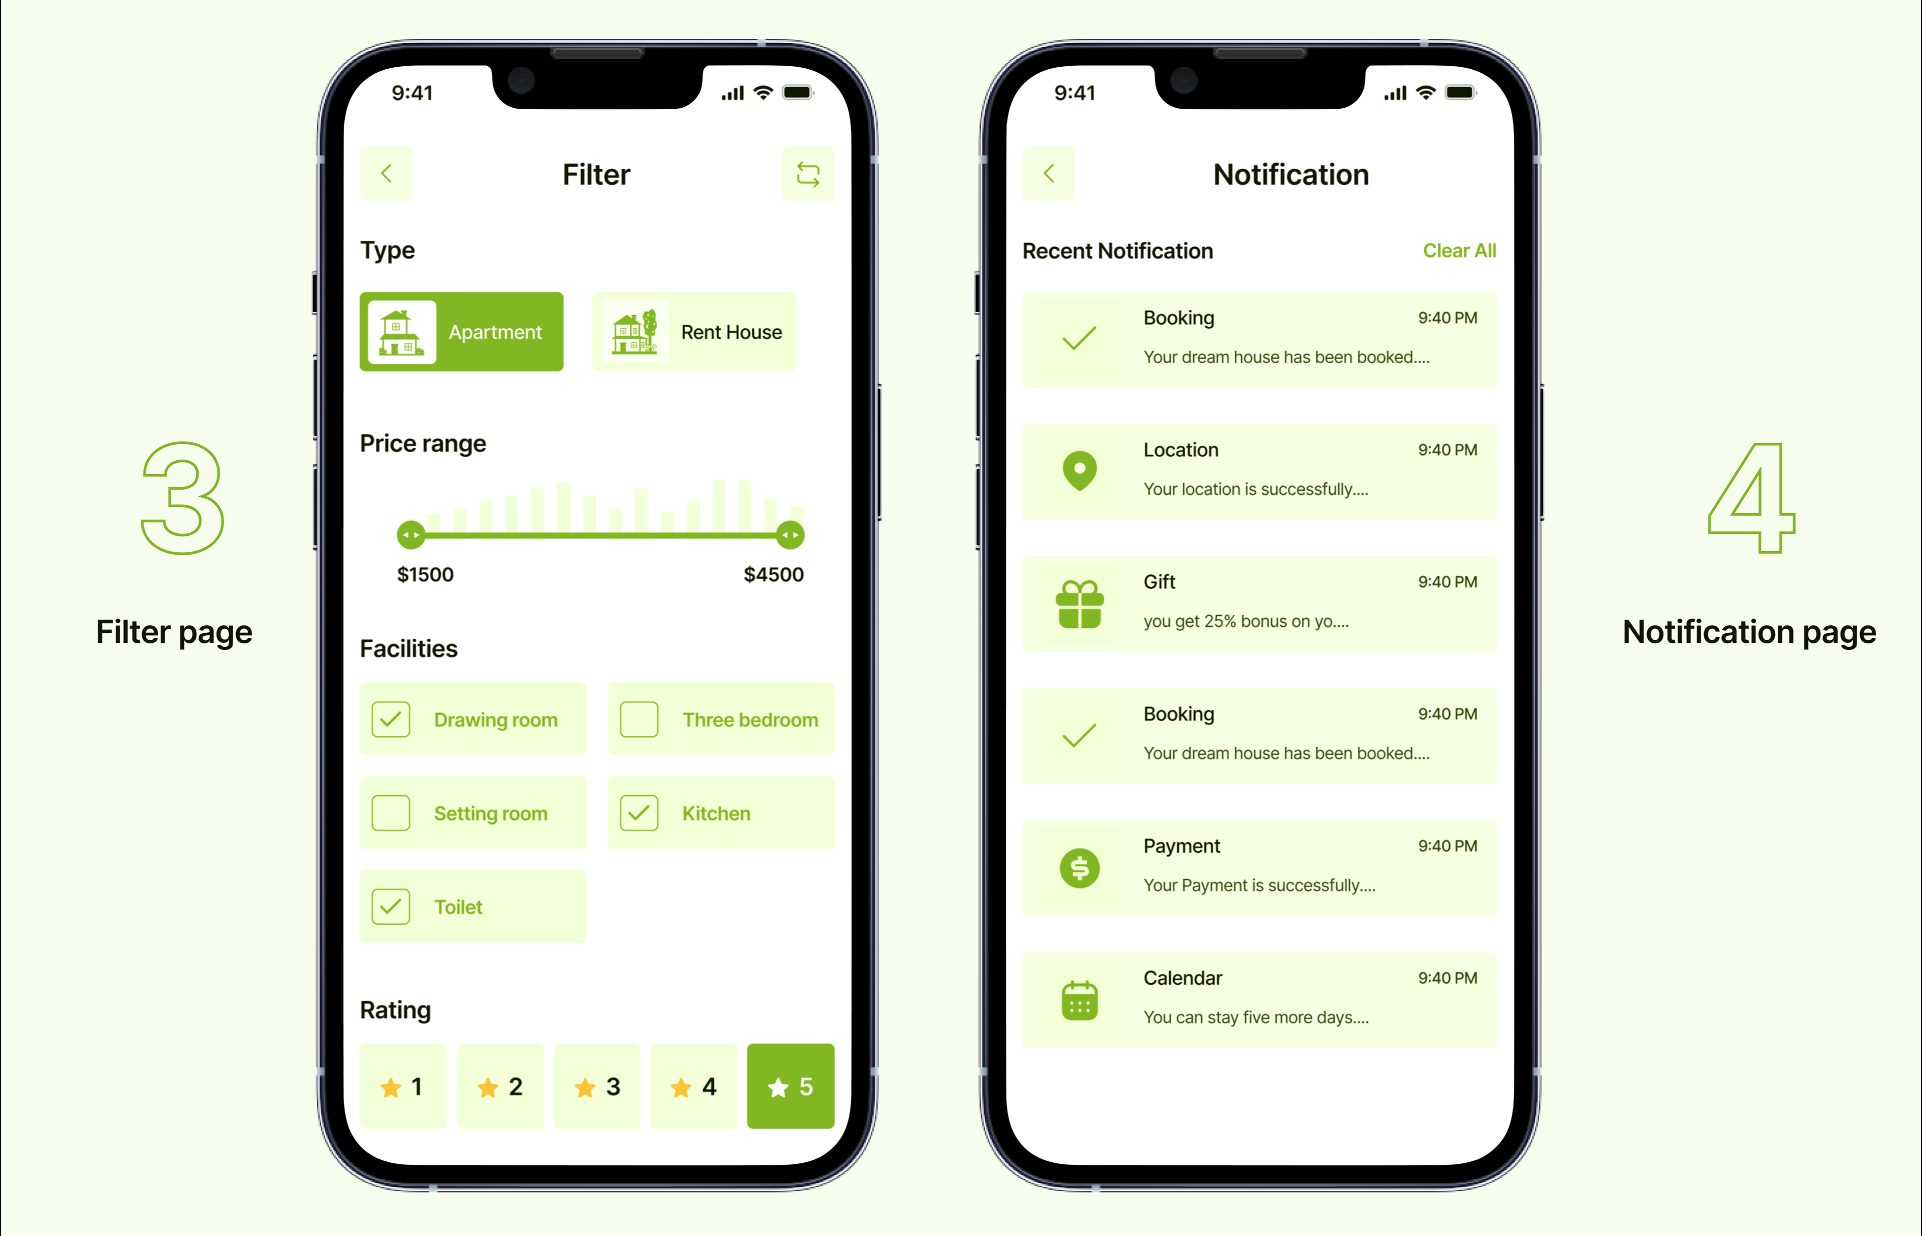 3
Filter page
9:41
Filter
Type
Apartment
Rent House
Price range
$1500
$4500
Facilities
Drawing room
Three bedroom
Setting room
Kitchen
Toilet
Rating
1
2
3
4
5
9:41
Notification
Recent Notification
Clear All
Booking
9:40 PM
Your dream house has been booked....
Location
9:40 PM
Your location is successfully....
Gift
9:40 PM
you get 25% bonus on yo....
Booking
9:40 PM
Your dream house has been booked....
Payment
9:40 PM
$
Your Payment is successfully....
Calendar
9:40 PM
You can stay five more days....
4
Notification page